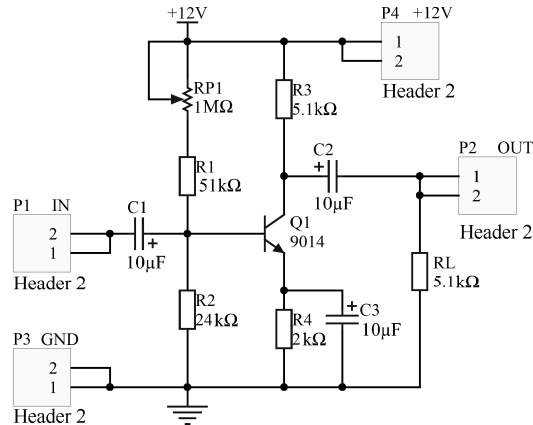 +12V
P4 +12V
1
2
Header 2
RP1
1MΩ
R3
5.1kΩ
C2
10μF
P2 OUT
1
2
Header 2
R1
51kΩ
P1 IN
2
1
Header 2
C1
10μF
Q1
9014
RL
5.1kΩ
R2
24kΩ
R4
2kΩ
C3
10μF
P3 GND
2
1
Header 2